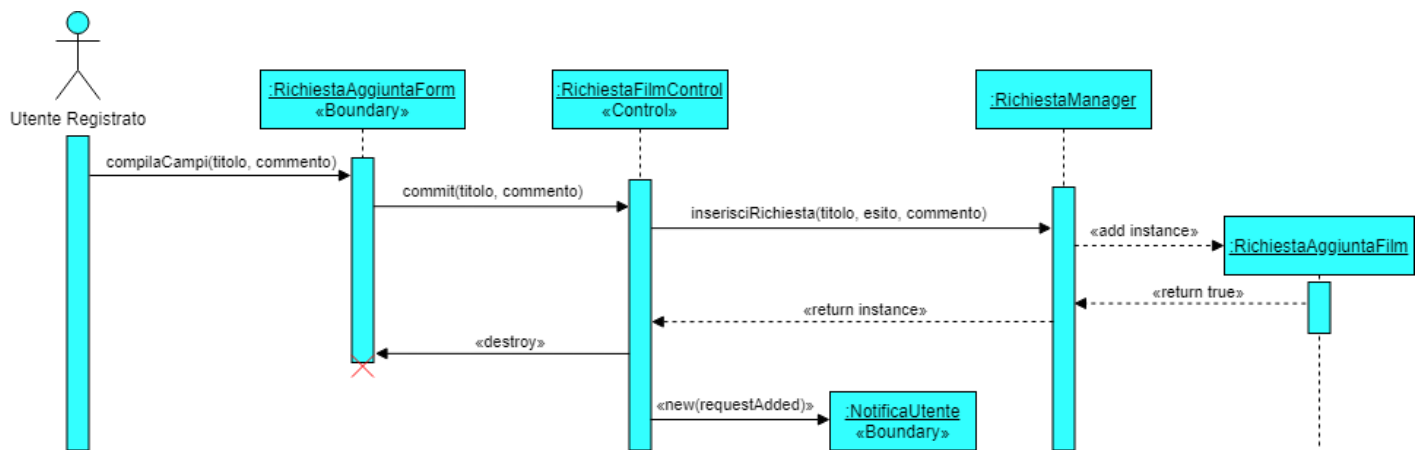 Utente Registrato
:RichiestaAggiuntaForm
«Boundary»
:RichiestaFilmControl
«Control»
:RichiestaManager
compilaCampi(titolo, commento)
commit(titolo, commento)
inserisciRichiesta(titolo, esito, commento)
«add instance»
:RichiestaAggiuntaFilm
«return true»
«return instance»
«destroy»
«new(requestAdded)»
:NotificaUtente
«Boundary»